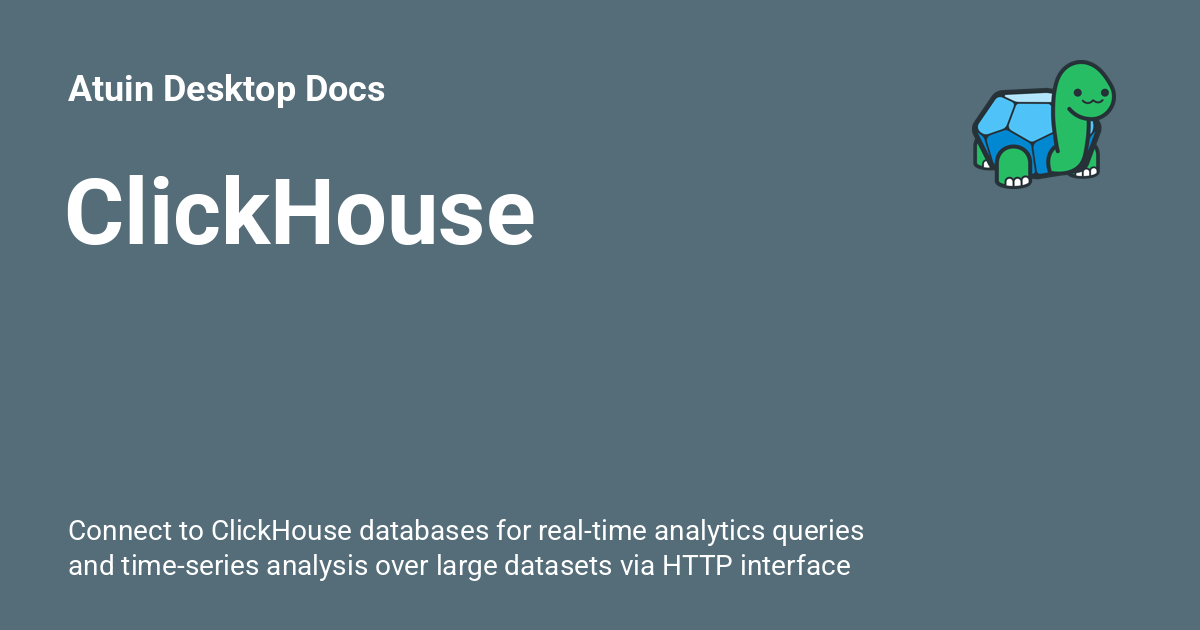 Atuin Desktop Docs
ClickHouse
Connect to ClickHouse databases for real-time analytics queries
and time-series analysis over large datasets via HTTP interface